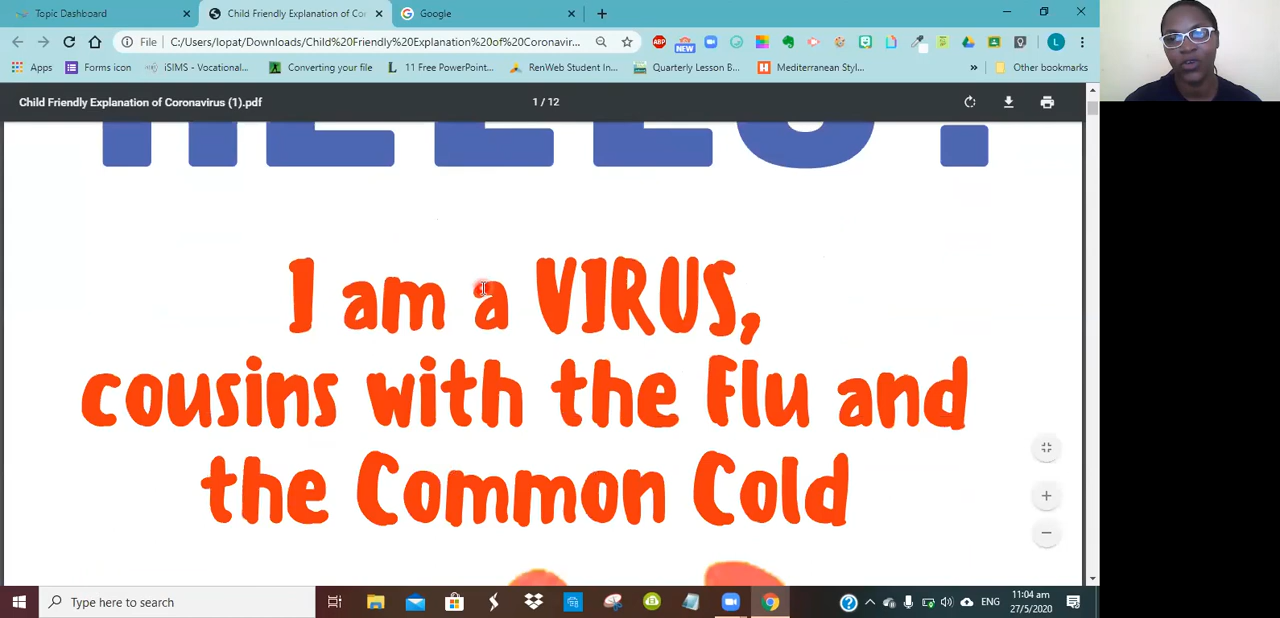 Topic Dashboard
Child Friendly Explanation of Co
Google
File
C:/Users/lopat/Downloads/Child%20Friendly%20Explanation%20of%20Coronavir...
NEW
L
Apps
Forms icon
iSIMS - Vocational...
Converting your file
11 Free PowerPoint...
RenWeb Student In...
Quarterly Lesson B...
Mediterranean Styl...
»
Other bookmarks
Child Friendly Explanation of Coronavirus (1).pdf
1 / 12
I am a VIRUS,
cousins with the Flu and
the Common Cold
Type here to search
ENG
11:04 am
27/5/2020